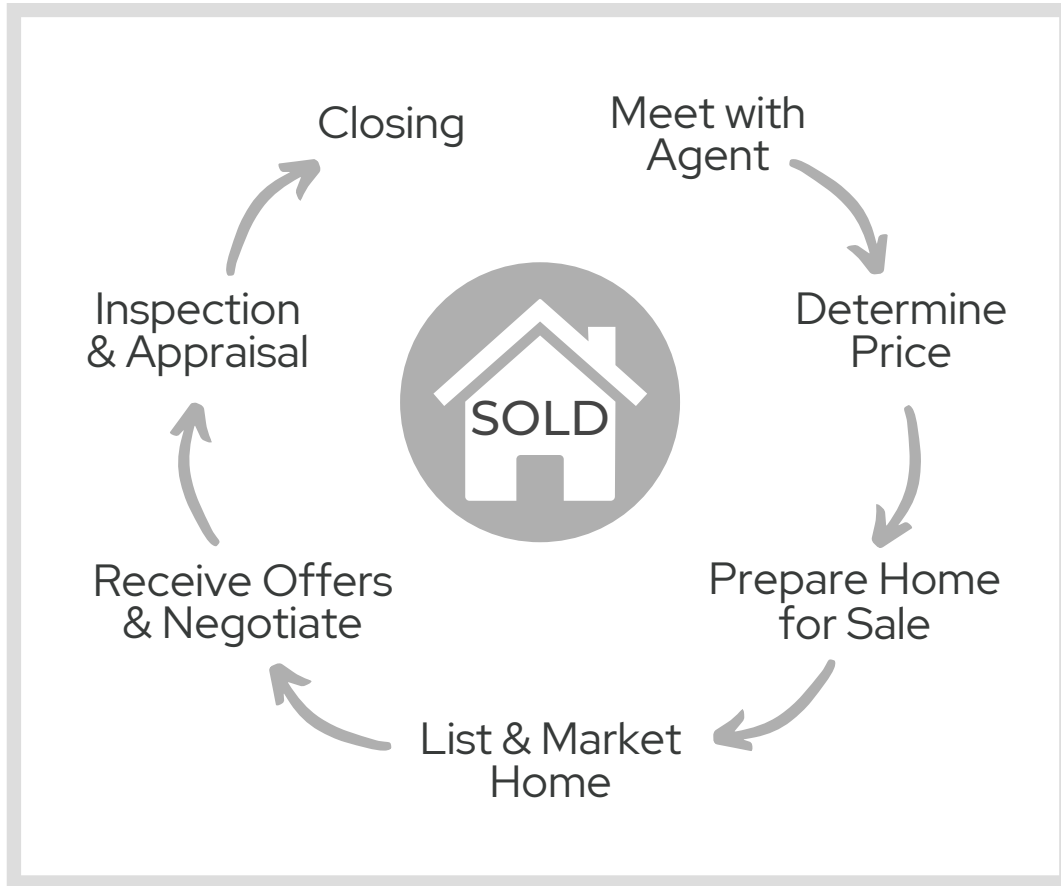 Meet with
Agent
Determine
Price
Prepare Home
for Sale
List & Market
Home
Receive Offers
& Negotiate
Inspection
& Appraisal
Closing
SOLD